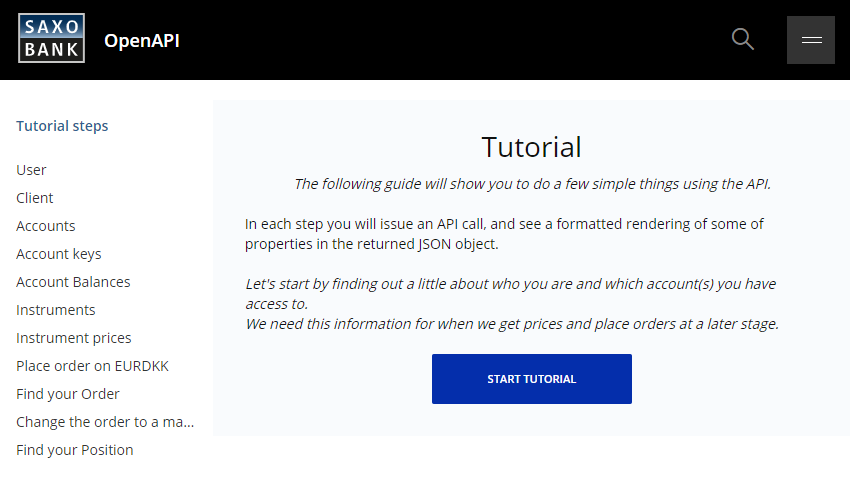 SAXO
BANK
OpenAPI
Tutorial steps
User
Client
Accounts
Account keys
Account Balances
Instruments
Instrument prices
Place order on EURDKK
Find your Order
Change the order to a ma...
Find your Position
Tutorial
The following guide will show you to do a few simple things using the API.
In each step you will issue an API call, and see a formatted rendering of some of
properties in the returned JSON object.
Let's start by finding out a little about who you are and which account(s) you have
access to.
We need this information for when we get prices and place orders at a later stage.
START TUTORIAL